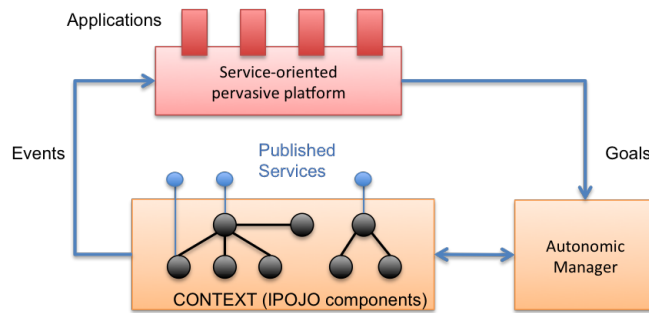 Applications
Service-oriented
pervasive platform
Events
Published
Services
Goals
Autonomic
Manager
CONTEXT (IPOJO components)